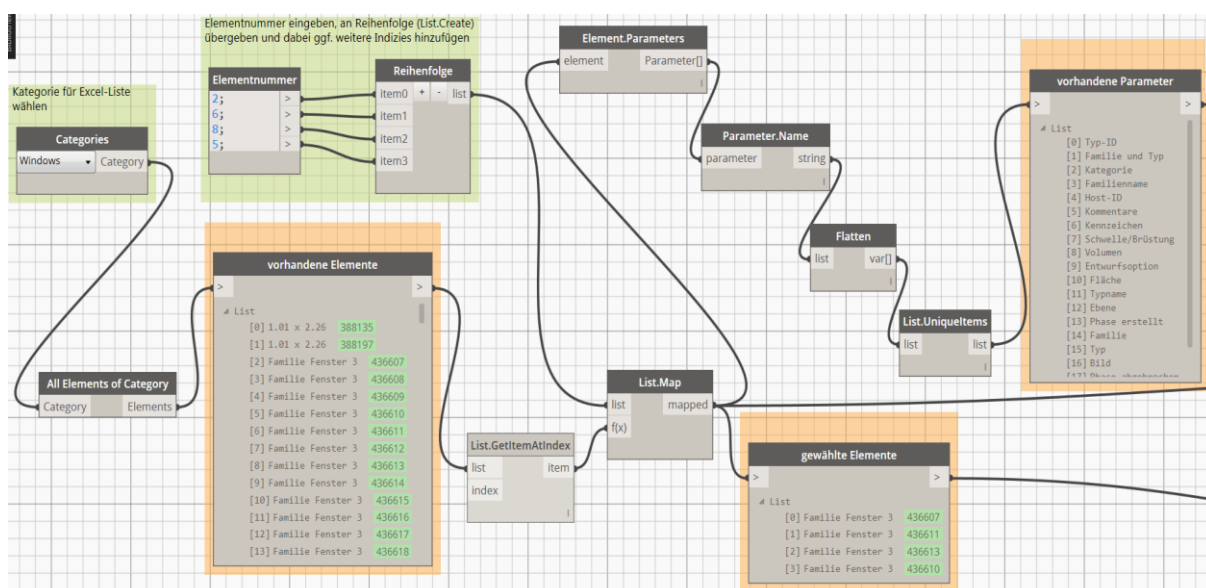 Elementnummer eingeben, an Reihenfolge (List.Create)
übergeben und dabei ggf. weitere Indizies hinzufügen
Elementnummer
2; >
6; >
8; >
5; >
Reihenfolge
item0 + - list
item1
item2
item3
Kategorie für Excel-Liste
wählen
Categories
Windows Category
All Elements of Category
Category Elements
vorhandene Elemente
> >
List
[0] 1.01 x 2.26 388135
[1] 1.01 x 2.26 388197
[2] Familie Fenster 3 436607
[3] Familie Fenster 3 436608
[4] Familie Fenster 3 436609
[5] Familie Fenster 3 436610
[6] Familie Fenster 3 436611
[7] Familie Fenster 3 436612
[8] Familie Fenster 3 436613
[9] Familie Fenster 3 436614
[10] Familie Fenster 3 436615
[11] Familie Fenster 3 436616
[12] Familie Fenster 3 436617
[13] Familie Fenster 3 436618
List.GetItemAtIndex
list item
index
l
List.Map
list mapped
f(x)
Element.Parameters
element Parameter[]
l
Parameter.Name
parameter string
l
Flatten
list var[]
l
List.UniqueItems
list list
l
vorhandene Parameter
> >
List
[0] Typ-ID
[1] Familie und Typ
[2] Kategorie
[3] Familienname
[4] Host-ID
[5] Kommentare
[6] Kennzeichen
[7] Schwelle/Brüstung
[8] Volumen
[9] Entwurfsoption
[10] Fläche
[11] Typname
[12] Ebene
[13] Phase erstellt
[14] Familie
[15] Typ
[16] Bild
[17] Phase abgebrochen
gewählte Elemente
> >
List
[0] Familie Fenster 3 436607
[1] Familie Fenster 3 436611
[2] Familie Fenster 3 436613
[3] Familie Fenster 3 436610